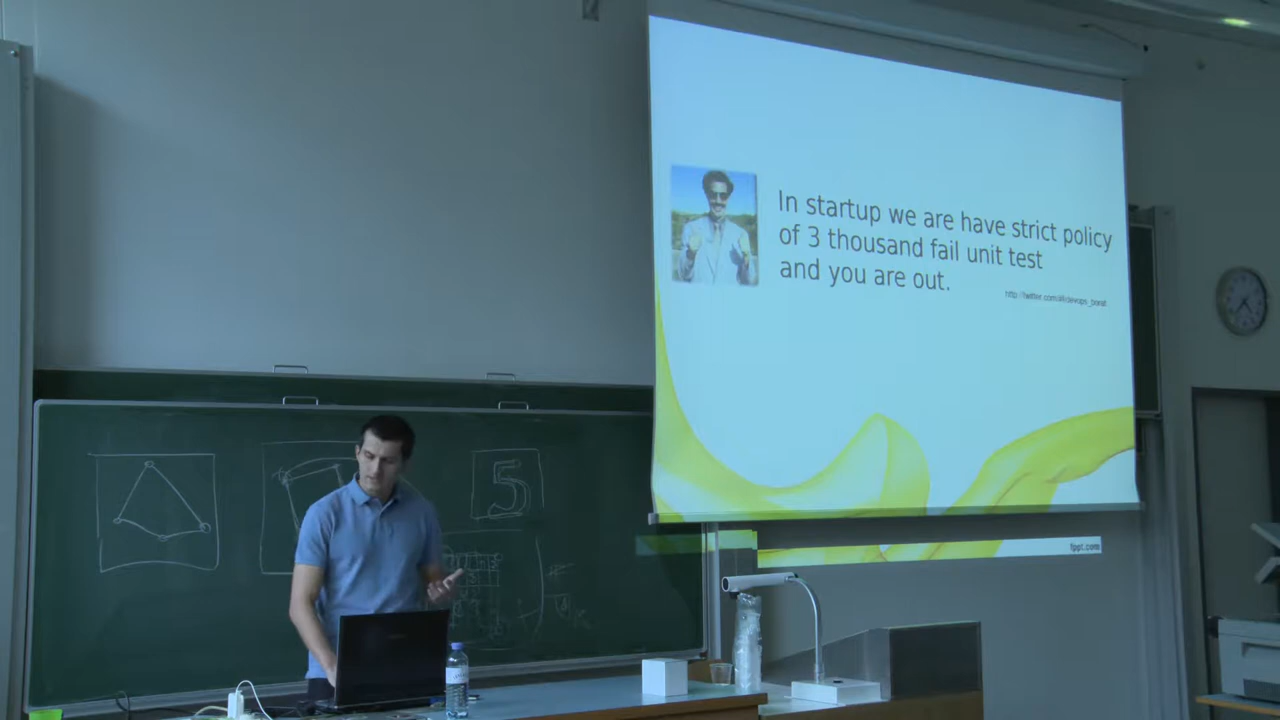 In startup we are have strict policy
of 3 thousand fail unit test
and you are out.
5
fppt.com